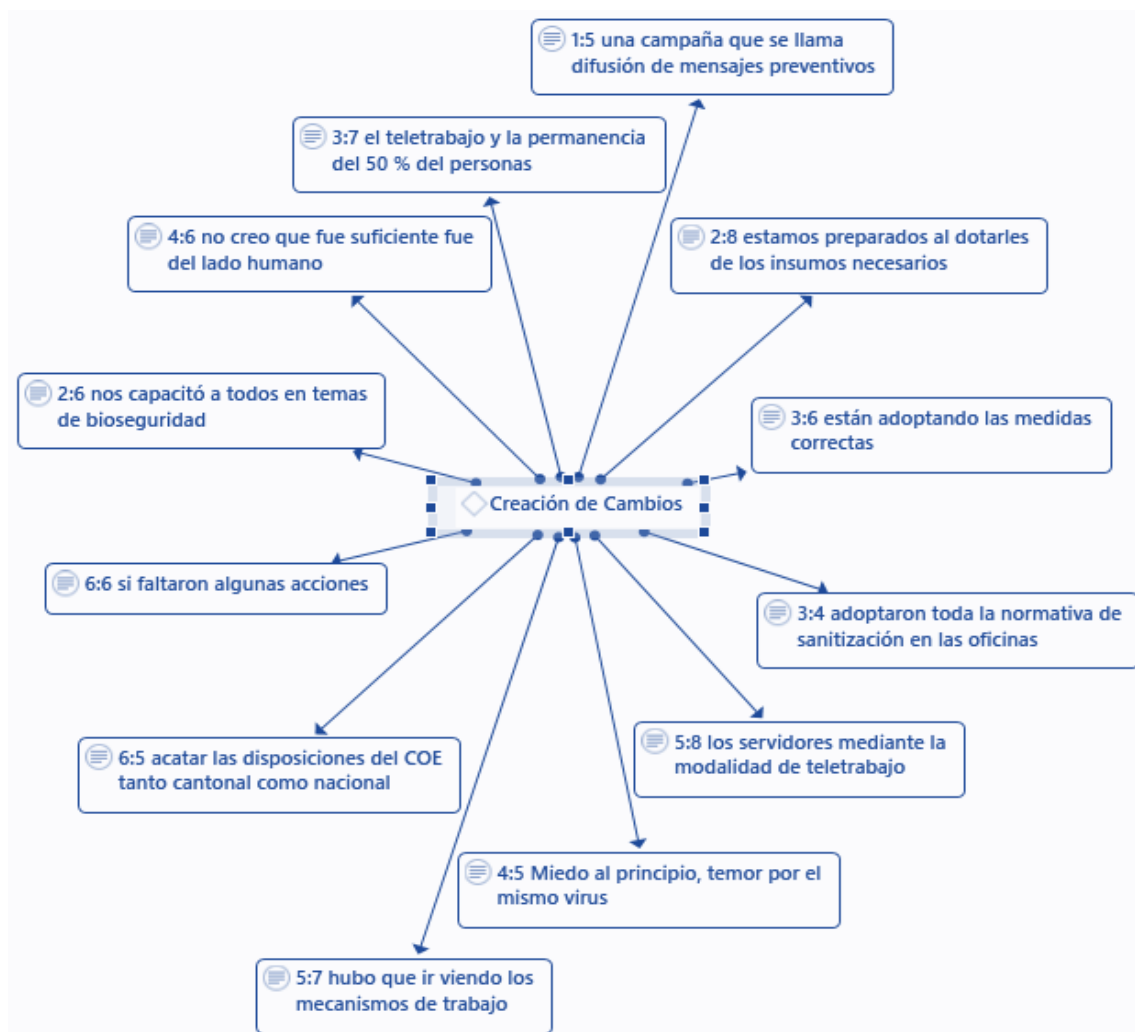 1:5 una campaña que se llama
difusión de mensajes preventivos
3:7 el teletrabajo y la permanencia
del 50 % del personas
4:6 no creo que fue suficiente fue
del lado humano
2:8 estamos preparados al dotarles
de los insumos necesarios
2:6 nos capacitó a todos en temas
de bioseguridad
3:6 están adoptando las medidas
correctas
Creación de Cambios
6:6 si faltaron algunas acciones
3:4 adoptaron toda la normativa de
sanitización en las oficinas
6:5 acatar las disposiciones del COE
tanto cantonal como nacional
5:8 los servidores mediante la
modalidad de teletrabajo
4:5 Miedo al principio, temor por el
mismo virus
5:7 hubo que ir viendo los
mecanismos de trabajo